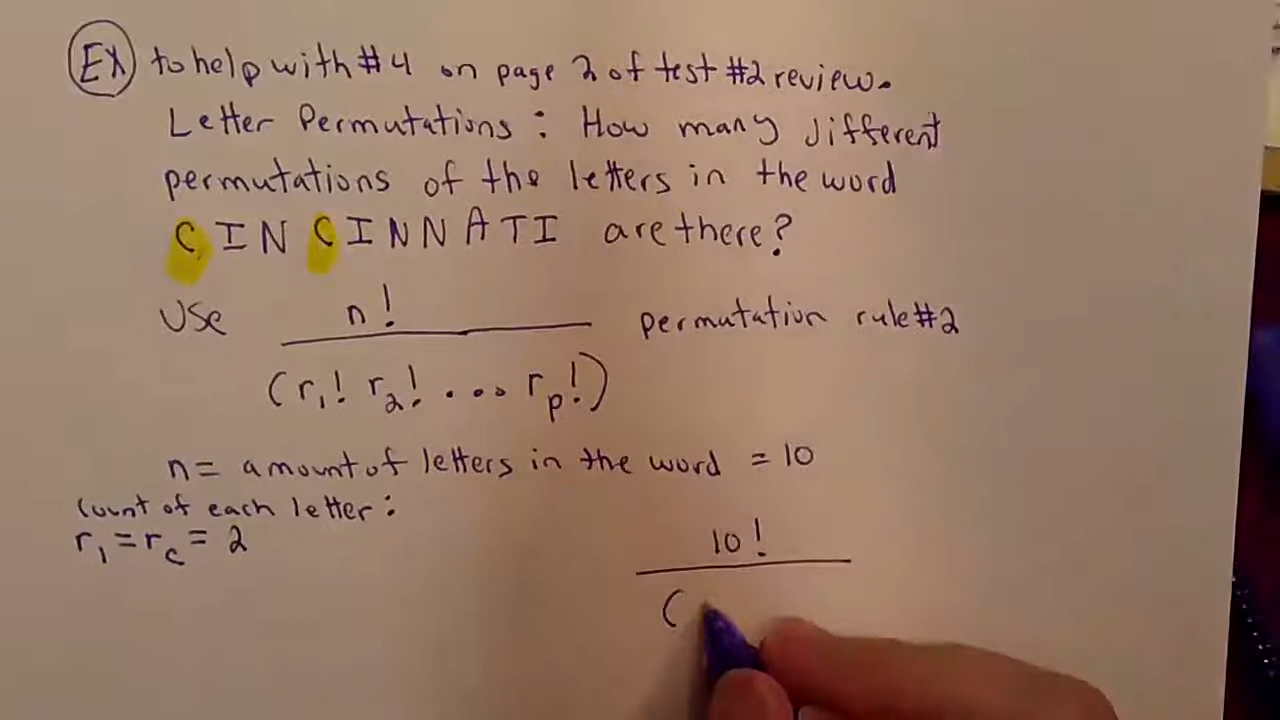 EX to help with #4 on page 2 of test #2 review.
Letter Permutations: How many different
permutations of the letters in the word
CINCINNATI are there?
Use n! permutation rule #2
(r₁! r₂! ... rₚ!)
n = amount of letters in the word = 10
count of each letter:
r₁ = r_c = 2
10!
(